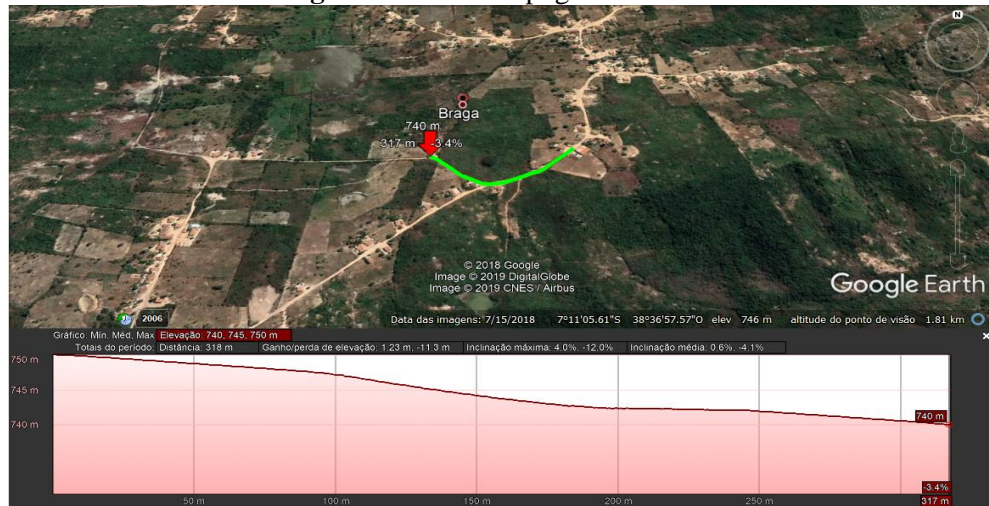 N
Braga
740 m
317 m -3.4%
© 2018 Google
Image © 2019 DigitalGlobe
Image © 2019 CNES / Airbus
Google Earth
2006
Data das imagens: 7/15/2018 7°11'05.61"S 38°36'57.57"O elev 746 m altitude do ponto de visão 1.81 km
Gráfico: Mín, Méd, Máx Elevação: 740, 745, 750 m
Totais do período: Distância: 318 m Ganho/perda de elevação: 1.23 m, -11.3 m Inclinação máxima: 4.0%, -12.0% Inclinação média: 0.6%, -4.1%
750 m
745 m
740 m
740 m
-3.4%
50 m 100 m 150 m 200 m 250 m 317 m